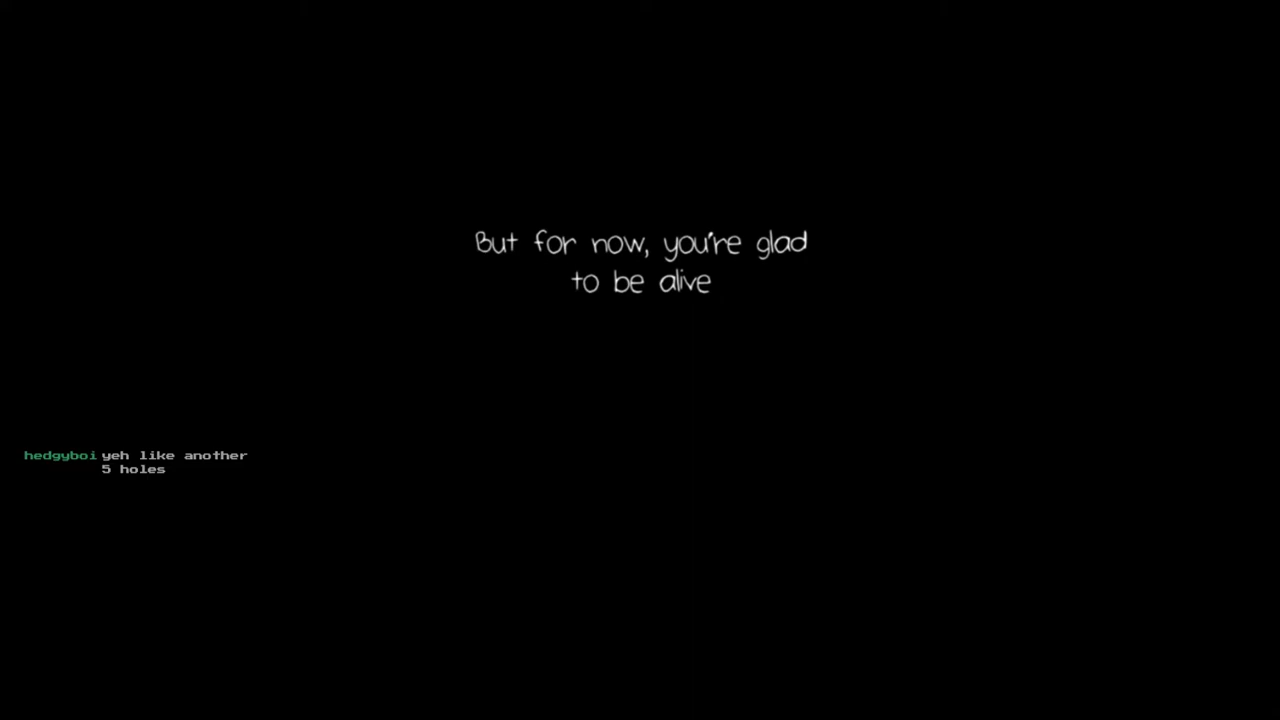 But for now, you're glad
to be alive
hedgyboi yeh like another
5 holes